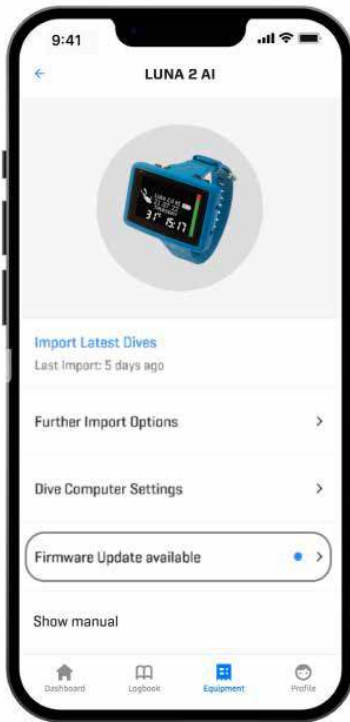 9:41
LUNA 2 AI
31° 15:17
Import Latest Dives
Last Import: 5 days ago
Further Import Options
Dive Computer Settings
Firmware Update available
Show manual
Dashboard
Logbook
Equipment
Profile